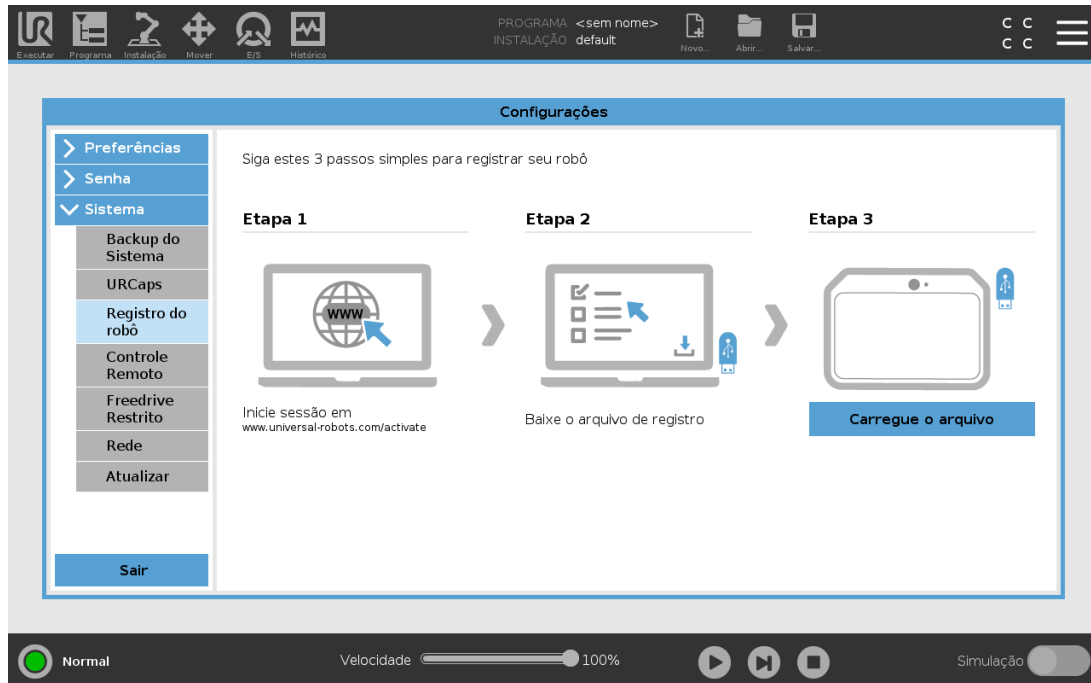 PROGRAMA <sem nome>
INSTALAÇÃO default
C C
C C
Executar Programa Instalação Mover E/S Histórico Novo... Abrir... Salvar...
Configurações
Preferências
Senha
Sistema
Backup do
Sistema
URCaps
Registro do
robô
Controle
Remoto
Freedrive
Restrito
Rede
Atualizar
Sair
Siga estes 3 passos simples para registrar seu robô
Etapa 1
www
Inicie sessão em
www.universal-robots.com/activate
Etapa 2
Baixe o arquivo de registro
Etapa 3
Carregue o arquivo
Normal
Velocidade 100%
Simulação